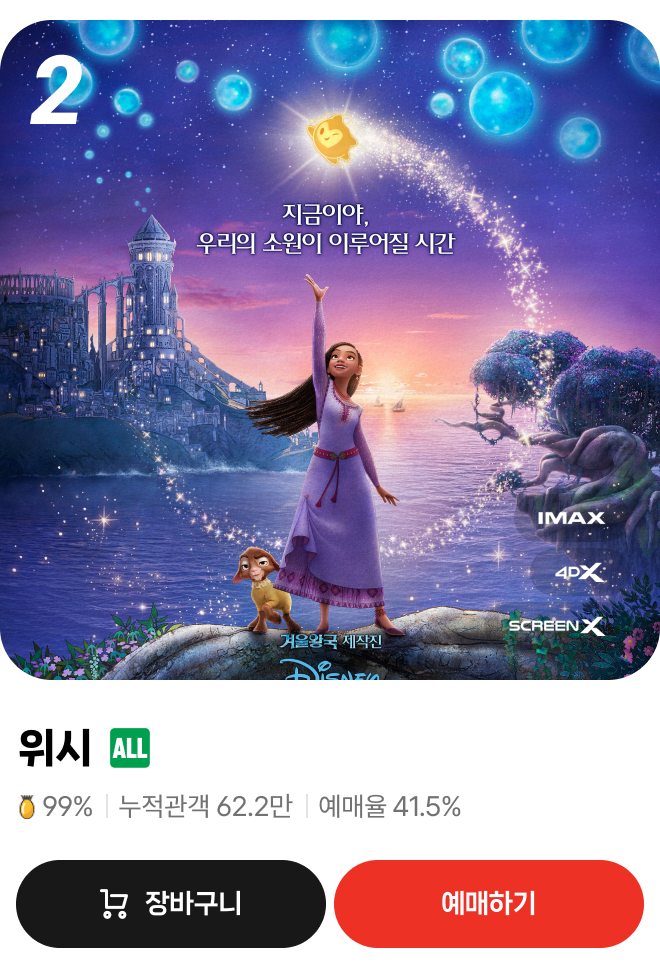 2
지금이야,
우리의 소원이 이루어질 시간
IMAX
4DX
SCREENX
겨울왕국 제작진
DISNEY
위시 ALL
99% 누적관객 62.2만 예매율 41.5%
장바구니 예매하기